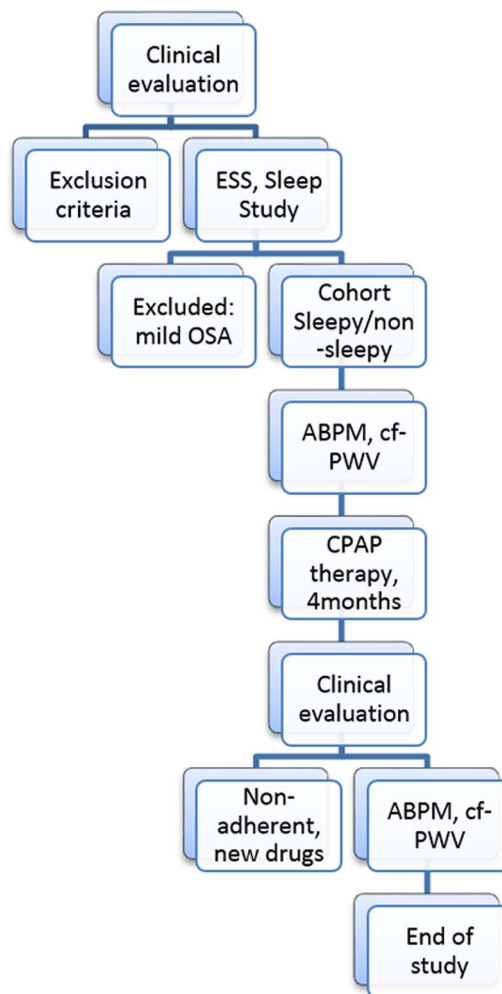 Clinical
evaluation
Exclusion
criteria
ESS, Sleep
Study
Excluded:
mild OSA
Cohort
Sleepy/non
-sleepy
ABPM, cf-
PWV
CPAP
therapy,
4months
Clinical
evaluation
Non-
adherent,
new drugs
ABPM, cf-
PWV
End of
study